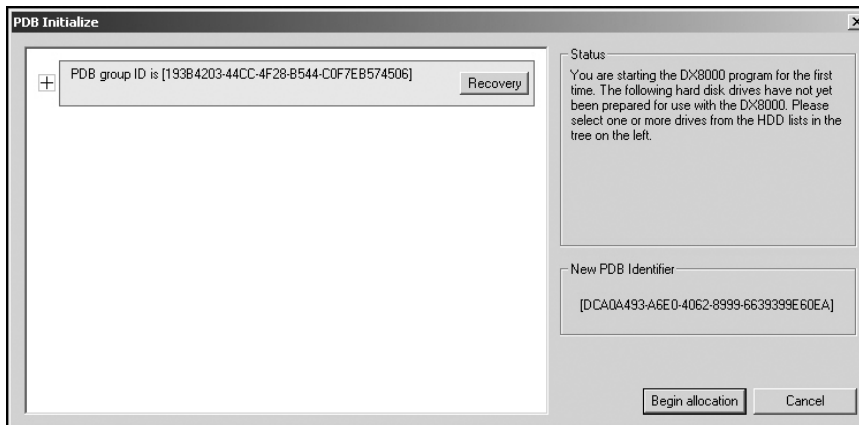 PDB Initialize
PDB group ID is [193B4203-44CC-4F28-B544-C0F7EB574506]
Recovery
Status
You are starting the DX8000 program for the first
time. The following hard disk drives have not yet
been prepared for use with the DX8000. Please
select one or more drives from the HDD lists in the
tree on the left.
New PDB Identifier
[DCA0A493-A6E0-4062-8999-6639399E60EA]
Begin allocation
Cancel